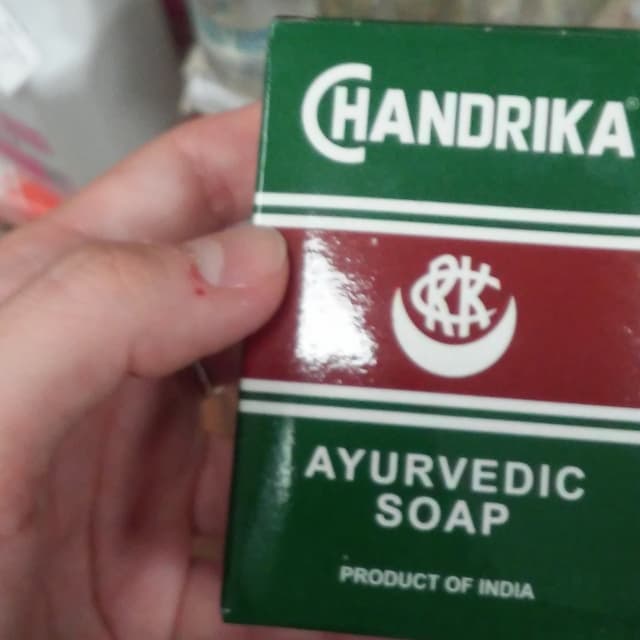 CHANDRIKA
AYURVEDIC
SOAP
PRODUCT OF INDIA